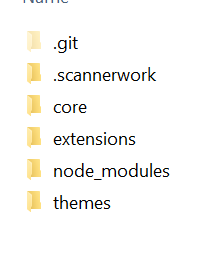 .git
.scannerwork
core
extensions
node_modules
themes